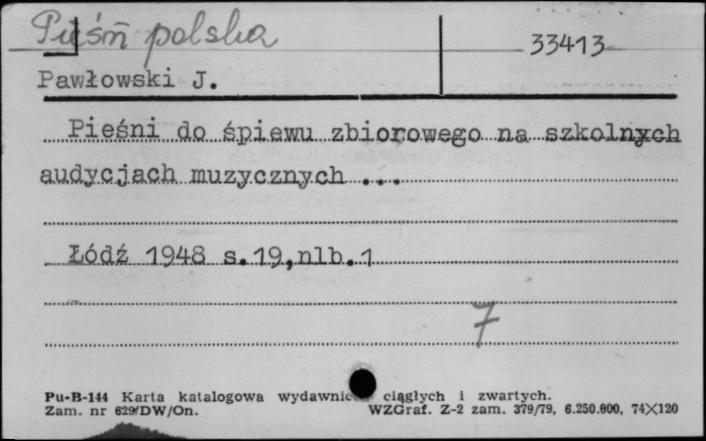 Pieśń polska
33413
Pawłowski J.
Pieśni do śpiewu zbiorowego na szkolnych
audycjach muzycznych ...
Łódź 1948 s.19,nlb.1
7
Pu-B-144 Karta katalogowa wydawnic ciągłych i zwartych.
Zam. nr 629/DW/On. WZGraf. Z-2 zam. 379/79, 6.250.000, 74×120